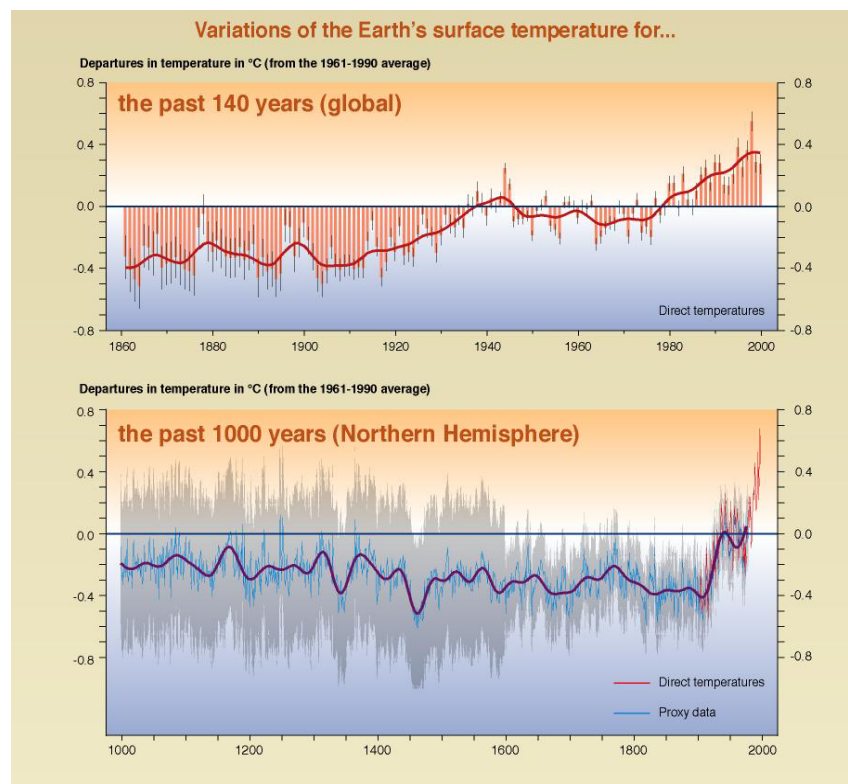 Variations of the Earth's surface temperature for...
Departures in temperature in °C (from the 1961-1990 average)
0.8 0.8
the past 140 years (global)
0.4 0.4
0.0 0.0
-0.4 -0.4
Direct temperatures
-0.8 -0.8
1860 1880 1900 1920 1940 1960 1980 2000
Departures in temperature in °C (from the 1961-1990 average)
0.8 0.8
the past 1000 years (Northern Hemisphere)
0.4 0.4
0.0 0.0
-0.4 -0.4
-0.8 -0.8
Direct temperatures
Proxy data
1000 1200 1400 1600 1800 2000